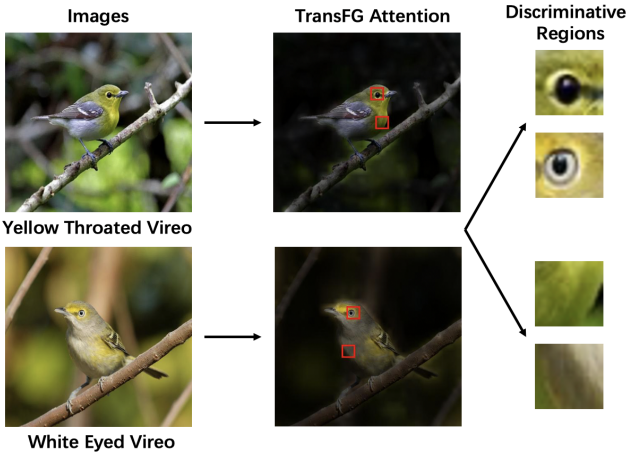 Images
TransFG Attention
Discriminative
Regions
Yellow Throated Vireo
White Eyed Vireo